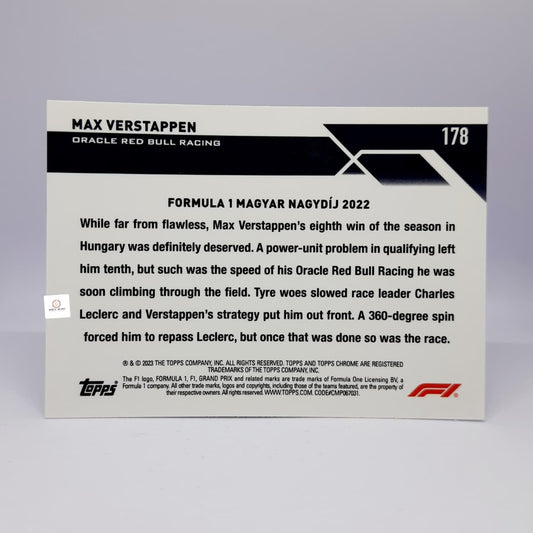 MAX VERSTAPPEN
178
ORACLE RED BULL RACING
FORMULA 1 MAGYAR NAGYDÍJ 2022
While far from flawless, Max Verstappen's eighth win of the season in
Hungary was definitely deserved. A power-unit problem in qualifying left
him tenth, but such was the speed of his Oracle Red Bull Racing he was
soon climbing through the field. Tyre woes slowed race leader Charles
Leclerc and Verstappen's strategy put him out front. A 360-degree spin
forced him to repass Leclerc, but once that was done so was the race.
® & © 2023 THE TOPPS COMPANY, INC. ALL RIGHTS RESERVED. TOPPS AND TOPPS CHROME ARE REGISTERED
TRADEMARKS OF THE TOPPS COMPANY, INC.
The F1 logo, FORMULA 1, F1, GRAND PRIX and related marks are trade marks of Formula One Licensing BV, a
Formula 1 company. All other trade marks, logos and copyrights, including those of the teams featured, are the property of
their respective owners. All rights reserved. WWW.TOPPS.COM. CODE#CMP067031.
Topps
F1